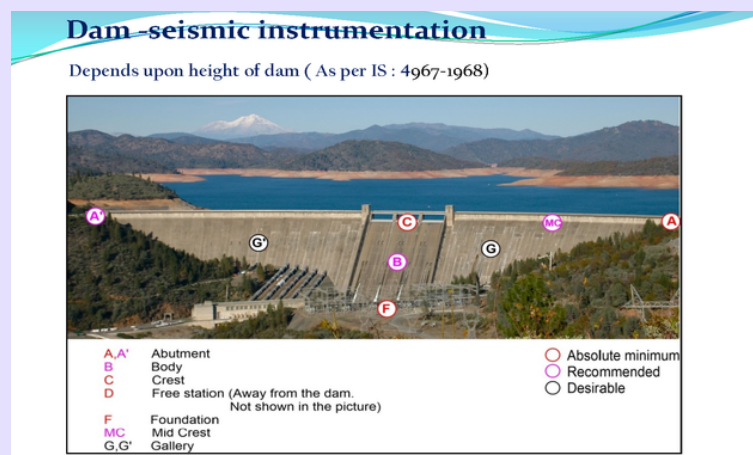 Dam -seismic instrumentation
Depends upon height of dam ( As per IS : 4967-1968)
A'
C
MC
A
G'
G
B
F
A,A' Abutment
B Body
C Crest
D Free station (Away from the dam.
Not shown in the picture)
F Foundation
MC Mid Crest
G,G' Gallery
Absolute minimum
Recommended
Desirable